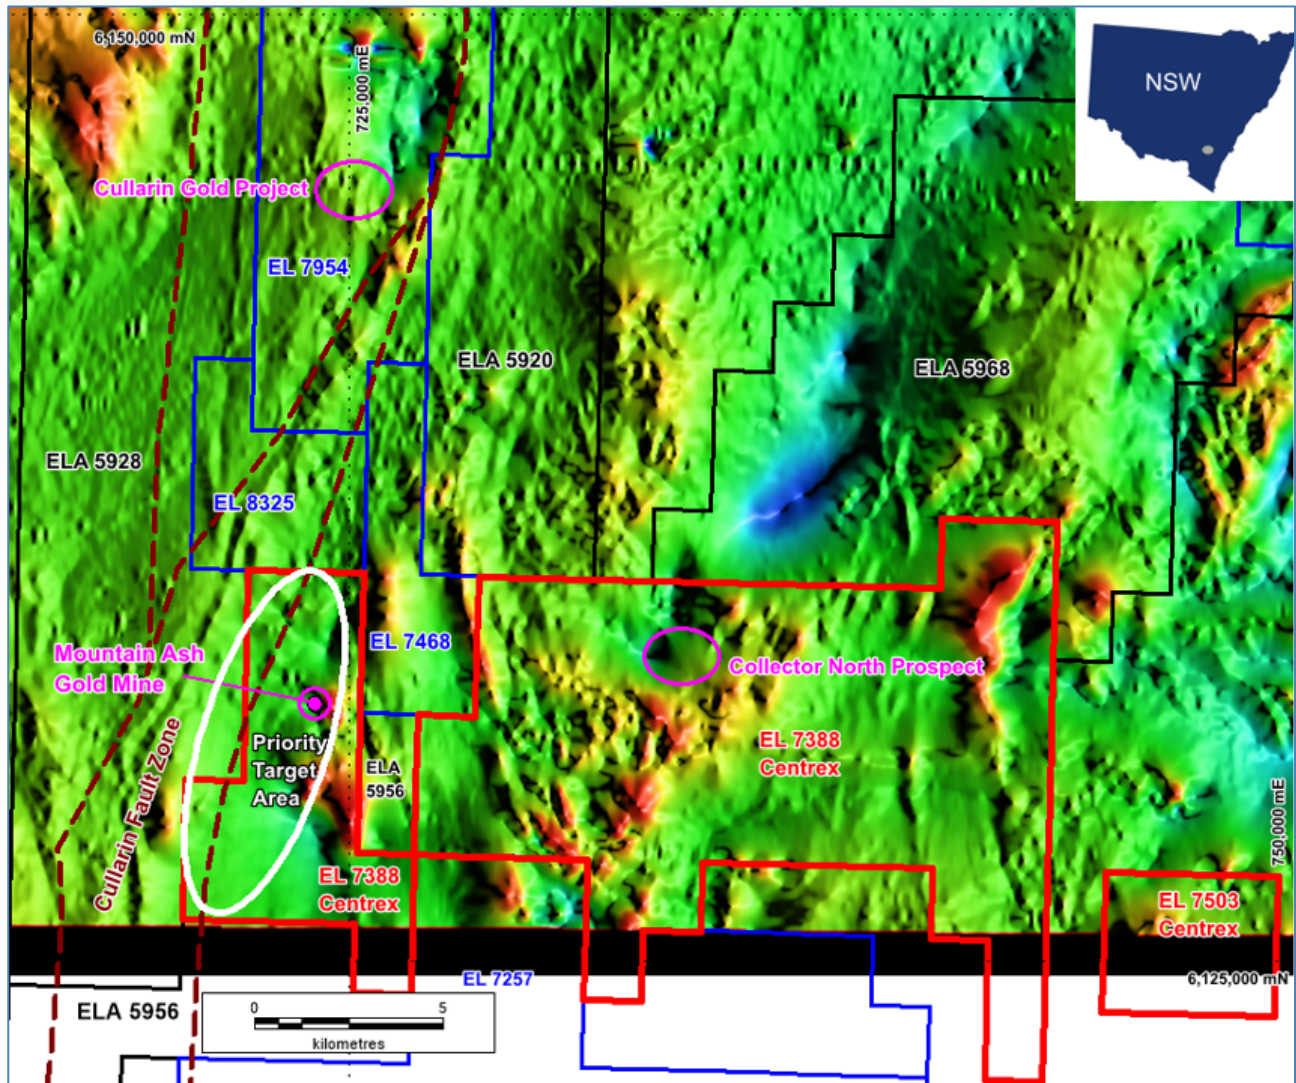 6,150,000 mN
725,000 mE
NSW
Cullarin Gold Project
EL 7954
ELA 5920
ELA 5968
ELA 5928
EL 8325
Mountain Ash
Gold Mine
EL 7468
Collector North Prospect
Priority
Target
Area
ELA
5956
EL 7388
Centrex
Cullarin Fault Zone
750,000 mE
EL 7388
Centrex
EL 7503
Centrex
EL 7257
6,125,000 mN
ELA 5956
0 5
kilometres